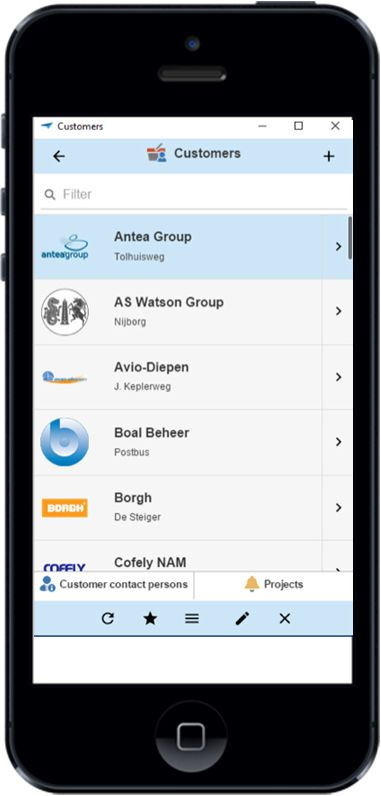 Customers
Customers
Filter
anteagroup
Antea Group
Tolhuisweg
AS Watson Group
Nijborg
Avio-Diepen
J. Keplerweg
Boal Beheer
Postbus
BORGH
Borgh
De Steiger
COFELY
Cofely NAM
Customer contact persons
Projects